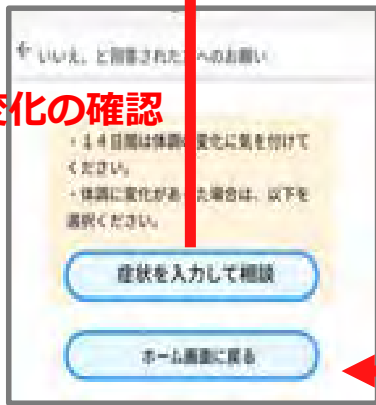 ← いいえ、と回答された方へのお願い
変化の確認
・14日間は体調の変化に気を付けて
ください。
・体調に変化があった場合は、以下を
選択ください。
症状を入力して相談
ホーム画面に戻る